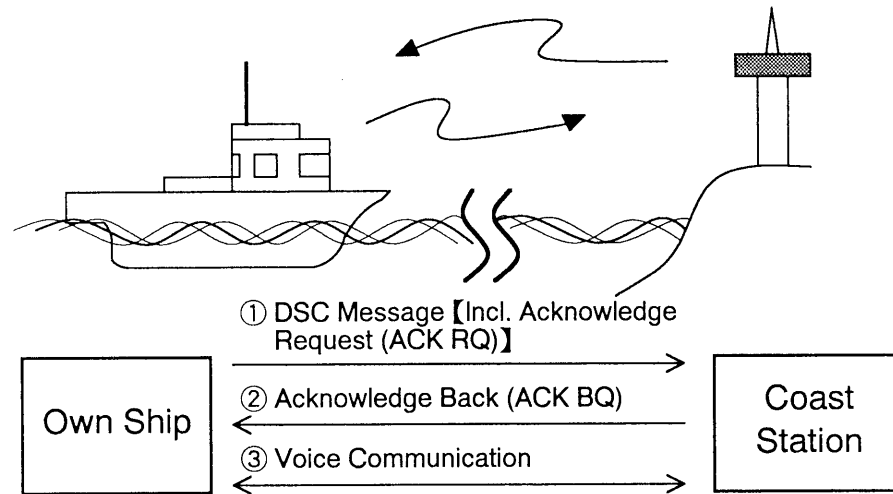 ① DSC Message【Incl. Acknowledge
Request (ACK RQ)】
Own Ship
② Acknowledge Back (ACK BQ)
③ Voice Communication
Coast
Station